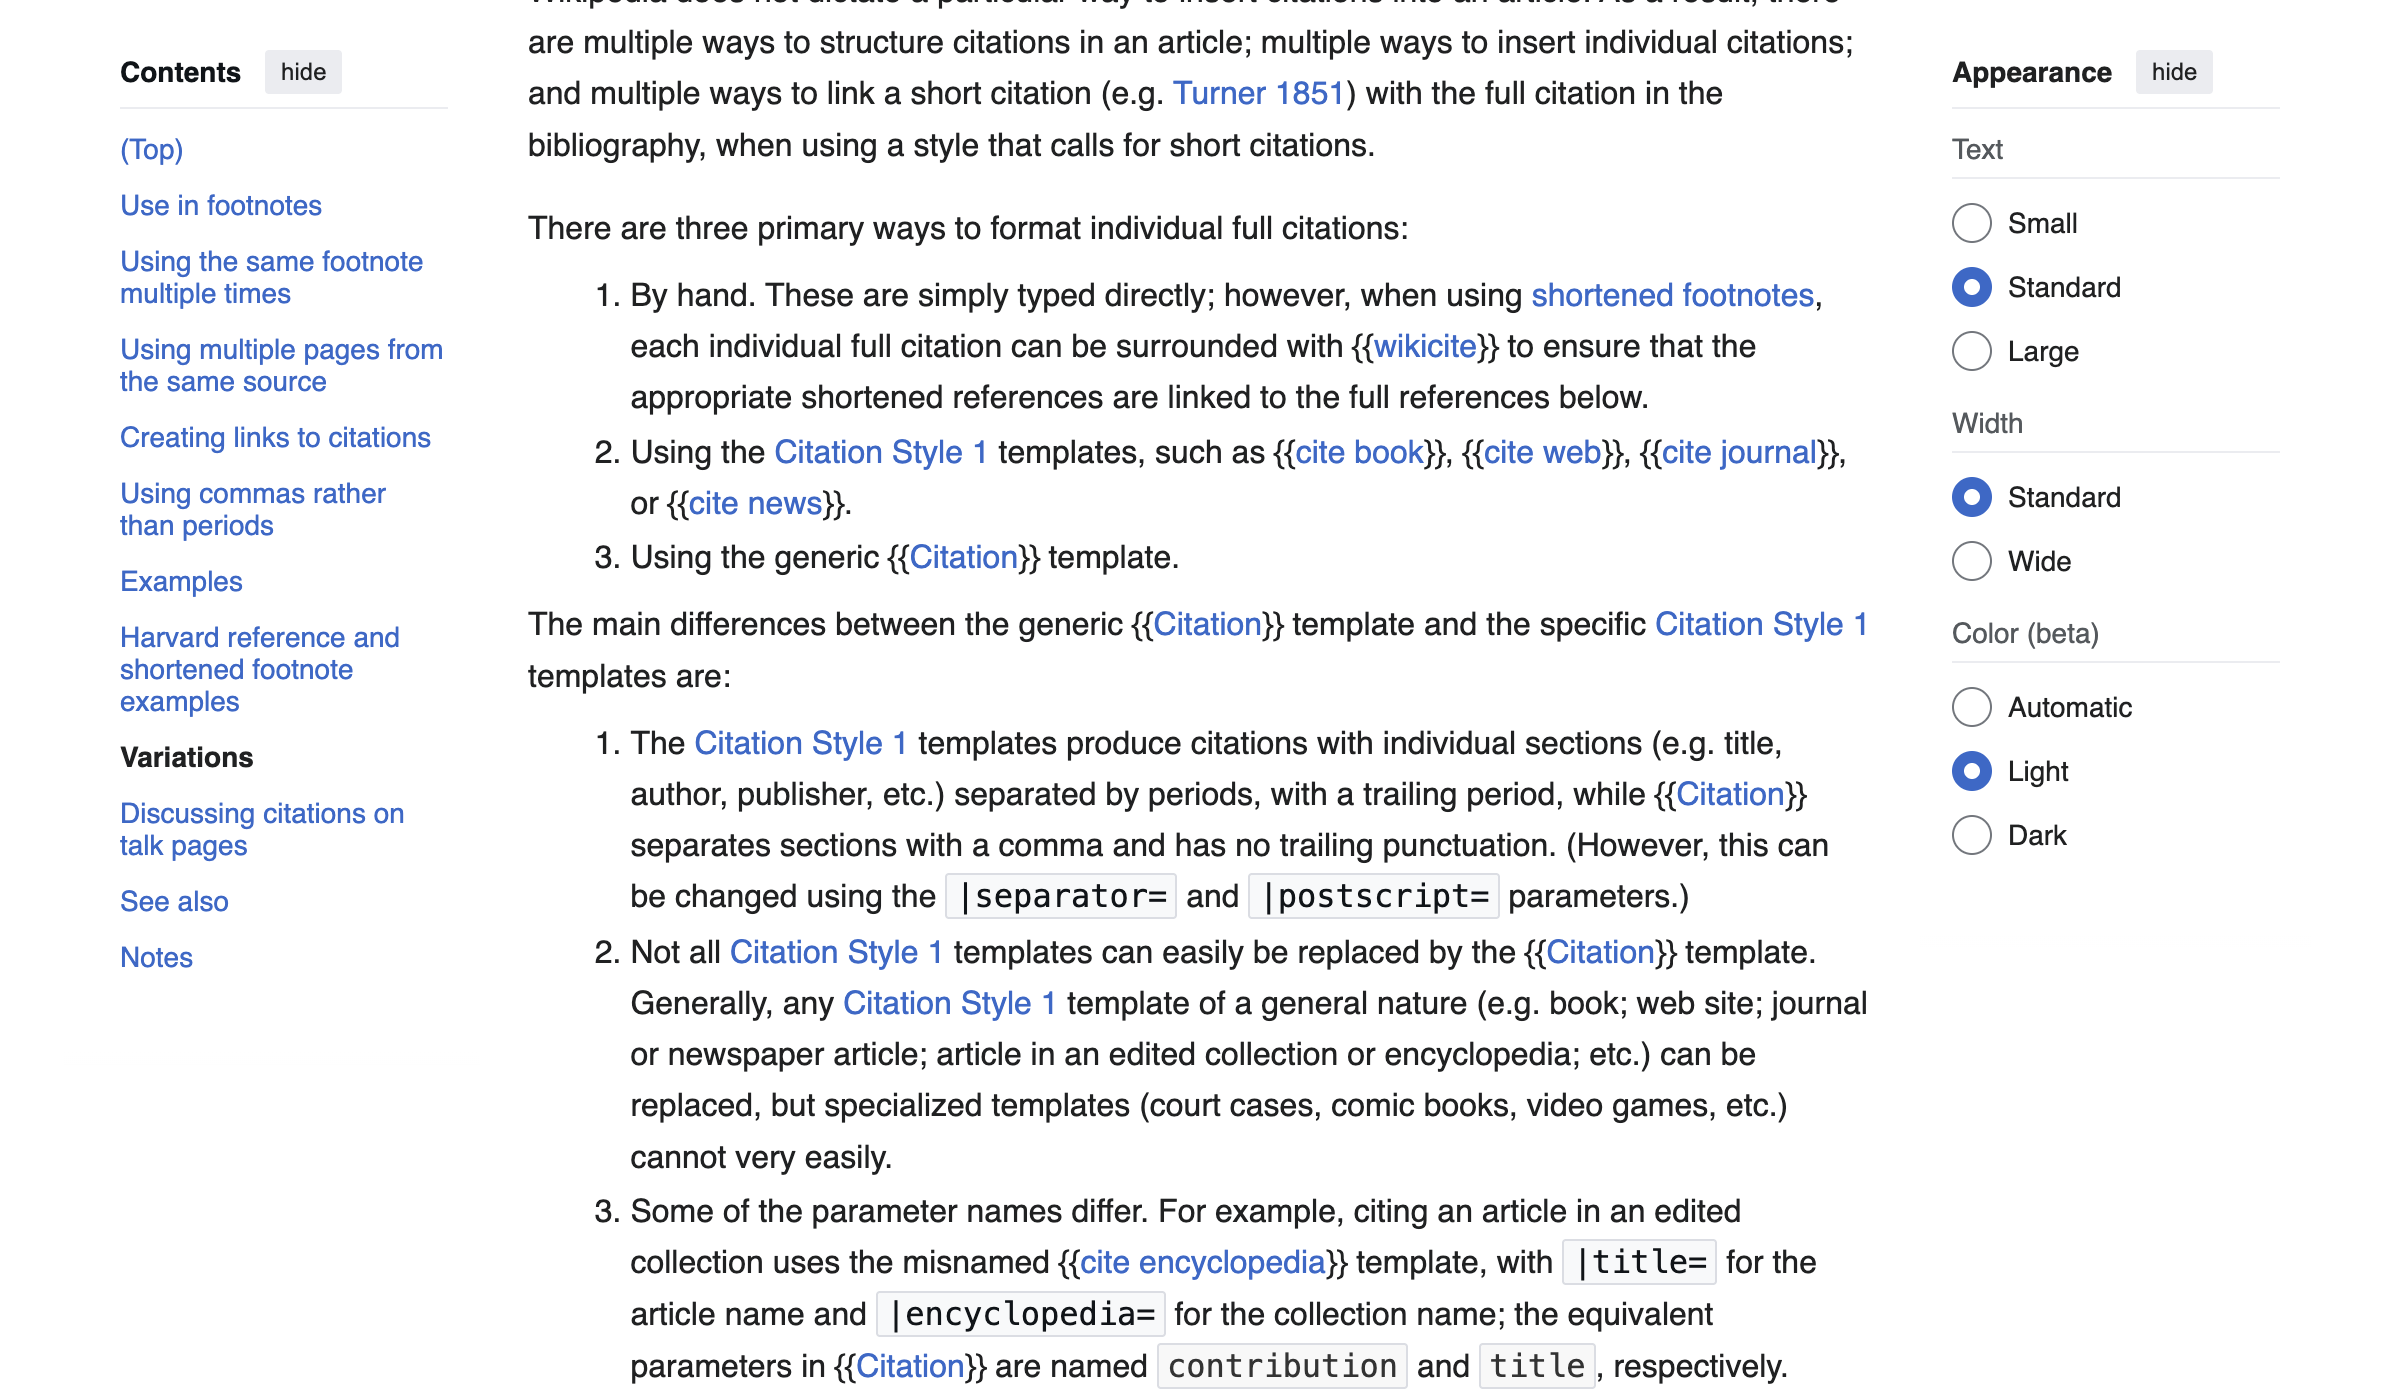 Contents hide
(Top)
Use in footnotes
Using the same footnote
multiple times
Using multiple pages from
the same source
Creating links to citations
Using commas rather
than periods
Examples
Harvard reference and
shortened footnote
examples
Variations
Discussing citations on
talk pages
See also
Notes
Wikipedia does not dictate a particular way to insert citations into an article. As a result, there
are multiple ways to structure citations in an article; multiple ways to insert individual citations;
and multiple ways to link a short citation (e.g. Turner 1851) with the full citation in the
bibliography, when using a style that calls for short citations.
There are three primary ways to format individual full citations:
1. By hand. These are simply typed directly; however, when using shortened footnotes,
each individual full citation can be surrounded with {{wikicite}} to ensure that the
appropriate shortened references are linked to the full references below.
2. Using the Citation Style 1 templates, such as {{cite book}}, {{cite web}}, {{cite journal}},
or {{cite news}}.
3. Using the generic {{Citation}} template.
The main differences between the generic {{Citation}} template and the specific Citation Style 1
templates are:
1. The Citation Style 1 templates produce citations with individual sections (e.g. title,
author, publisher, etc.) separated by periods, with a trailing period, while {{Citation}}
separates sections with a comma and has no trailing punctuation. (However, this can
be changed using the |separator= and |postscript= parameters.)
2. Not all Citation Style 1 templates can easily be replaced by the {{Citation}} template.
Generally, any Citation Style 1 template of a general nature (e.g. book; web site; journal
or newspaper article; article in an edited collection or encyclopedia; etc.) can be
replaced, but specialized templates (court cases, comic books, video games, etc.)
cannot very easily.
3. Some of the parameter names differ. For example, citing an article in an edited
collection uses the misnamed {{cite encyclopedia}} template, with |title= for the
article name and |encyclopedia= for the collection name; the equivalent
parameters in {{Citation}} are named contribution and title, respectively.
Appearance hide
Text
Small
Standard
Large
Width
Standard
Wide
Color (beta)
Automatic
Light
Dark